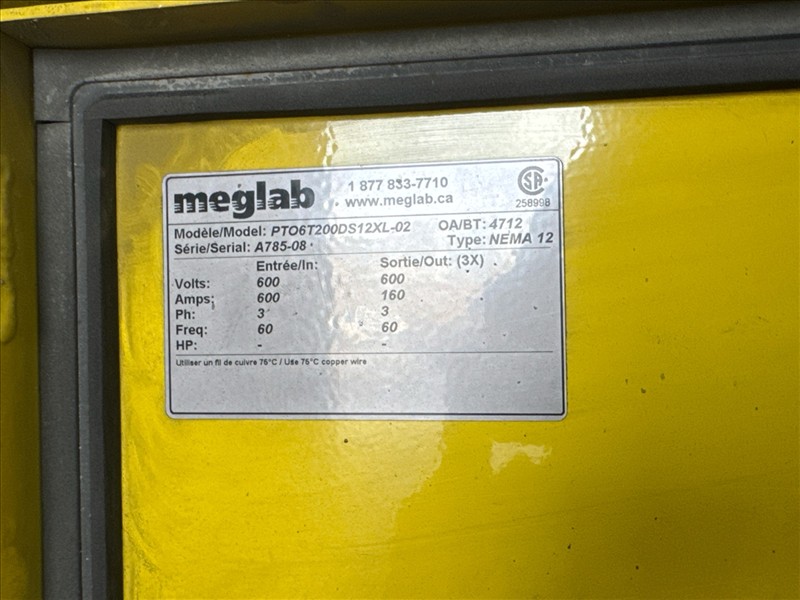 meglab
1 877 833-7710
www.meglab.ca
CSA
258998
Modèle/Model: PTO6T200DS12XL-02 OA/BT: 4712
Série/Serial: A785-08 Type: NEMA 12
Entrée/In: Sortie/Out: (3X)
Volts: 600 600
Amps: 600 160
Ph: 3 3
Freq: 60 60
HP: - -
Utiliser un fil de cuivre 75°C / Use 75°C copper wire